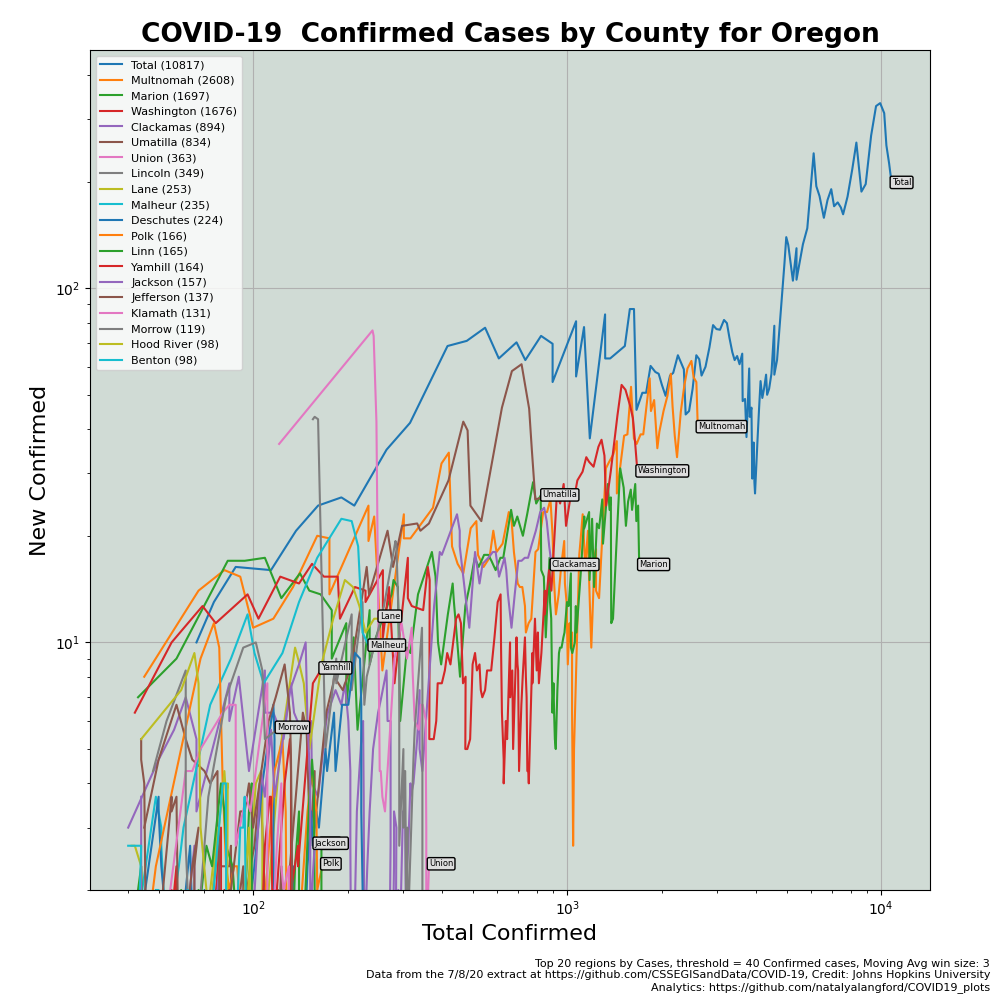 COVID-19  Confirmed Cases by County for Oregon
Total (10817)
Multnomah (2608)
Marion (1697)
Washington (1676)
Clackamas (894)
Umatilla (834)
Union (363)
Lincoln (349)
Lane (253)
Malheur (235)
Deschutes (224)
Polk (166)
Linn (165)
Yamhill (164)
Jackson (157)
Jefferson (137)
Klamath (131)
Morrow (119)
Hood River (98)
Benton (98)
Total
Multnomah
Washington
Umatilla
Clackamas
Marion
Lane
Malheur
Yamhill
Morrow
Jackson
Polk
Union
New Confirmed
10²
10¹
10²
10³
10⁴
Total Confirmed
Top 20 regions by Cases, threshold = 40 Confirmed cases, Moving Avg win size: 3
Data from the 7/8/20 extract at https://github.com/CSSEGISandData/COVID-19, Credit: Johns Hopkins University
Analytics: https://github.com/natalyalangford/COVID19_plots